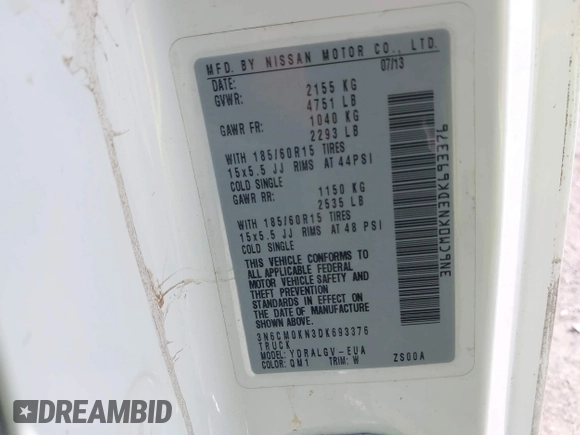 MFD. BY NISSAN MOTOR CO., LTD.
DATE: 07/13
GVWR: 2155 KG
4751 LB
GAWR FR: 1040 KG
2293 LB
WITH 185/60R15 TIRES
15x5.5 JJ RIMS AT 44PSI
COLD SINGLE
GAWR RR: 1150 KG
2535 LB
WITH 185/60R15 TIRES
15x5.5 JJ RIMS AT 48 PSI
COLD SINGLE
THIS VEHICLE CONFORMS TO
ALL APPLICABLE FEDERAL
MOTOR VEHICLE SAFETY AND
THEFT PREVENTION
STANDARDS IN EFFECT ON
THE DATE OF MANUFACTURE
SHOWN ABOVE.
3N6CM0KN3DK693376
TRUCK
MODEL: YDRALGV-EUA
COLOR: QM1 TRIM: W ZS00A
3N6CM0KN3DK693376
DREAMBID